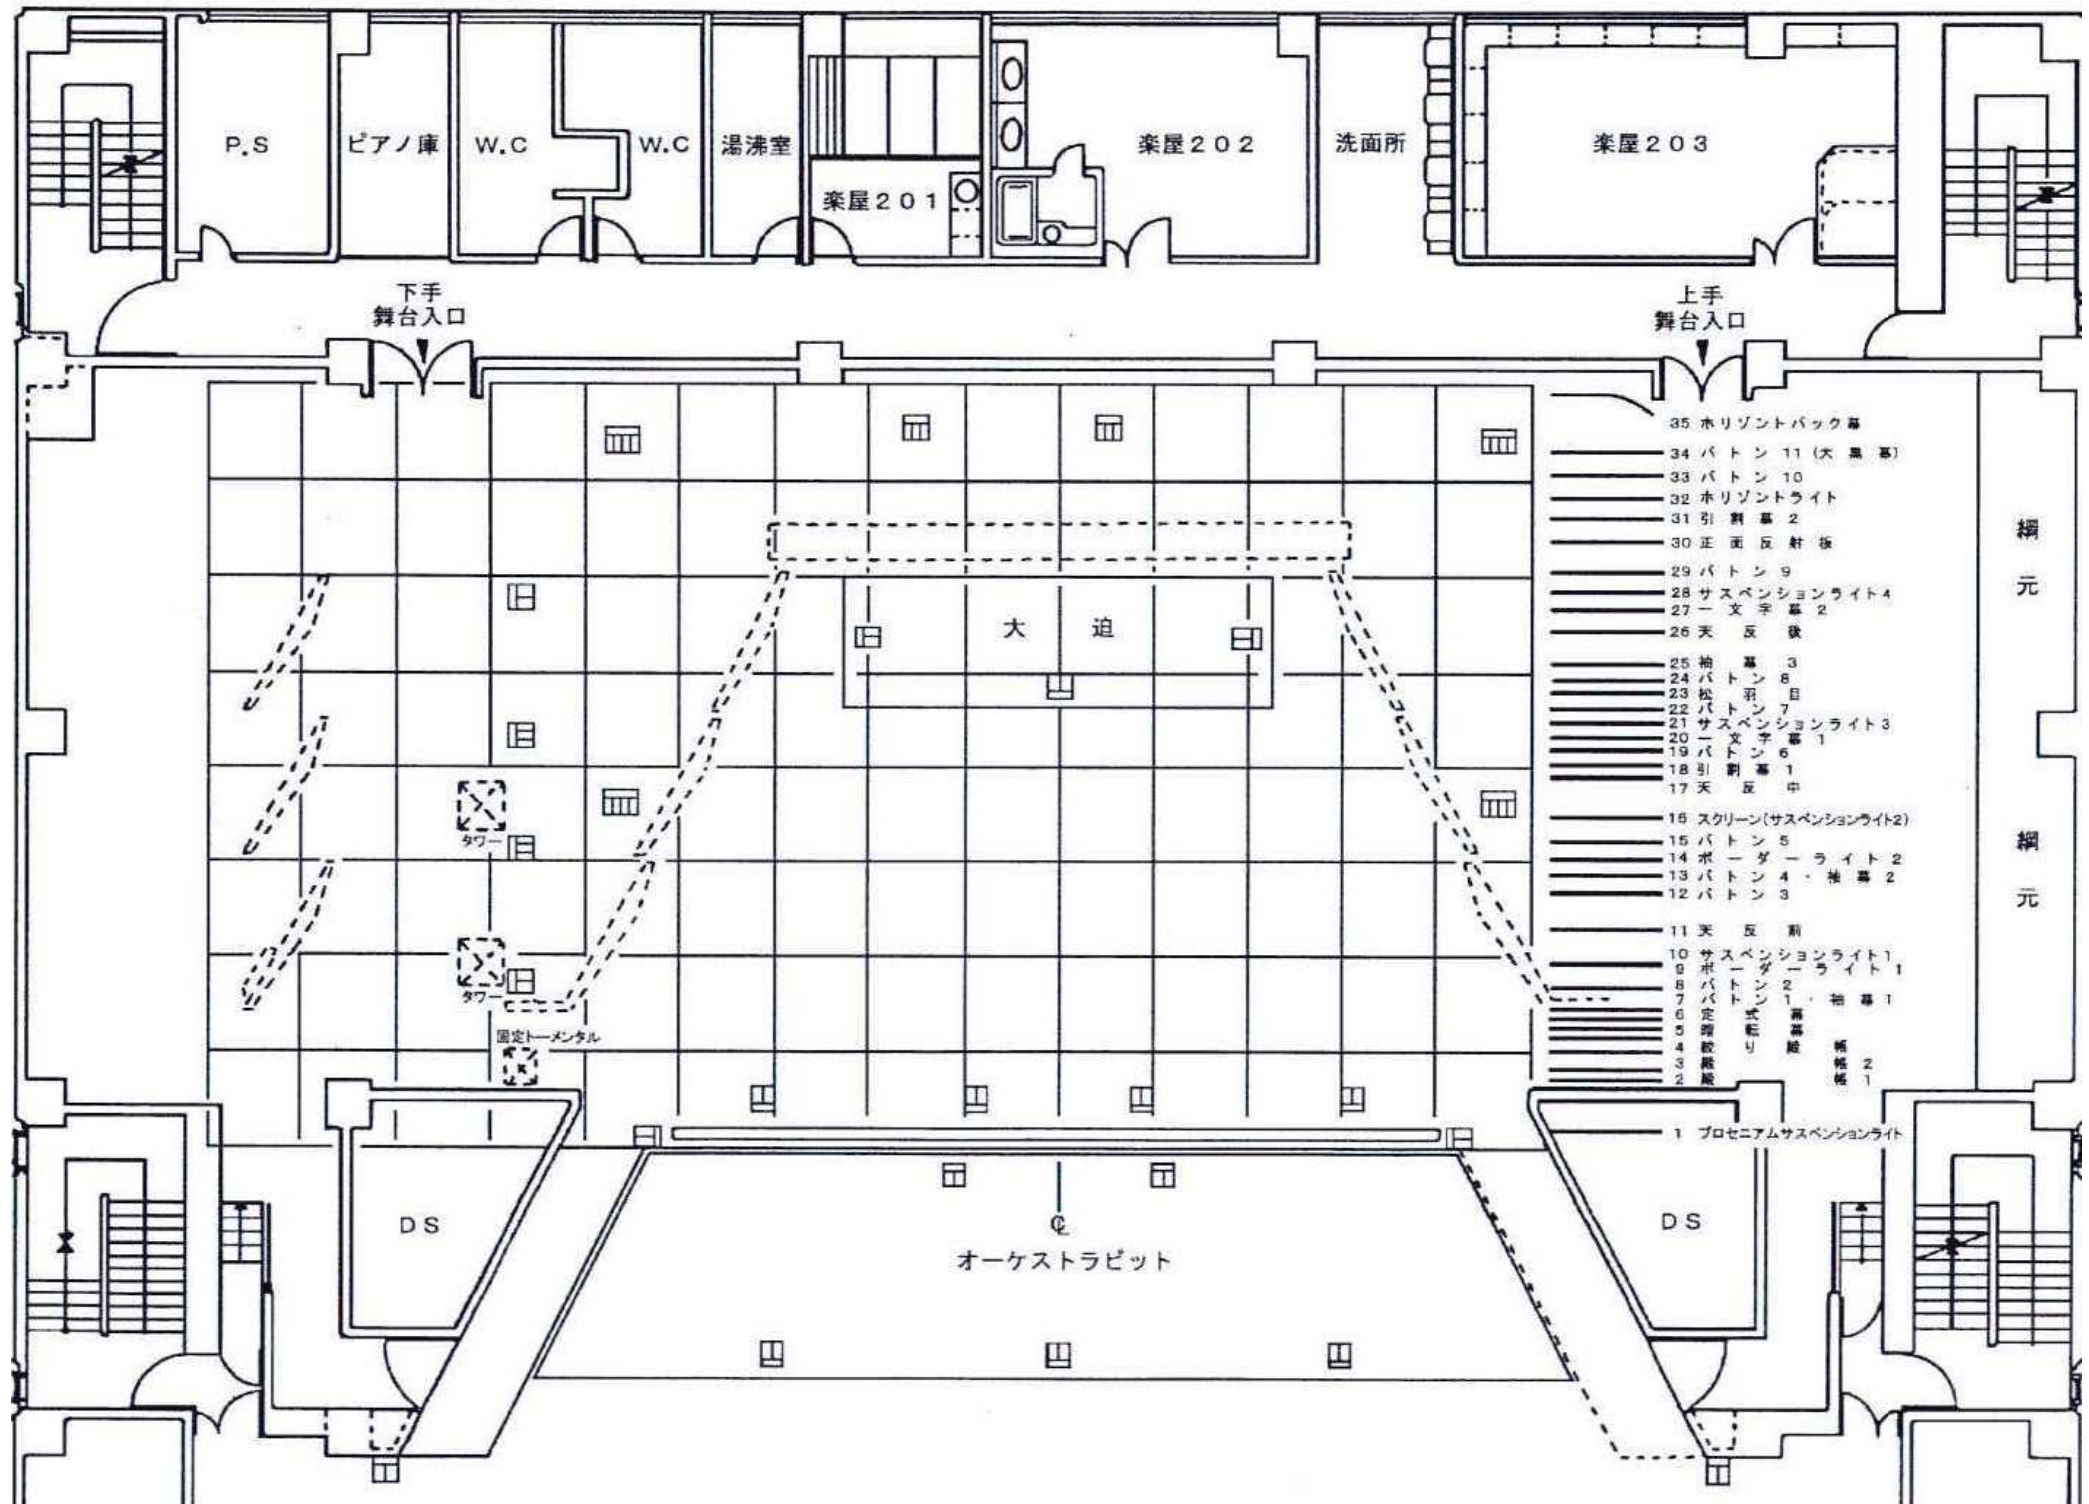 P.S
ピアノ庫
W.C
W.C
湯沸室
楽屋201
楽屋202
洗面所
楽屋203
下手
舞台入口
上手
舞台入口
35 ホリゾントバック幕
34 バトン 11 (大黒幕)
33 バトン 10
32 ホリゾントライト
31 引割幕 2
30 正面反射板
29 バトン 9
28 サスペンションライト4
27 一文字幕 2
26 天反後
25 袖幕 3
24 バトン 8
23 松羽目
22 バトン 7
21 サスペンションライト3
20 一文字幕 1
19 バトン 6
18 引割幕 1
17 天反中
16 スクリーン(サスペンションライト2)
15 バトン 5
14 ボーダーライト 2
13 バトン 4・袖幕 2
12 バトン 3
11 天反前
10 サスペンションライト1
9 ボーダーライト 1
8 バトン 2
7 バトン 1・袖幕 1
6 定式幕
5 暗転幕
4 絞り緞帳
3 緞帳 2
2 緞帳 1
1 プロセニアムサスペンションライト
綱元
綱元
大迫
タワー
タワー
固定トーメンタル
DS
DS
℄
オーケストラピット